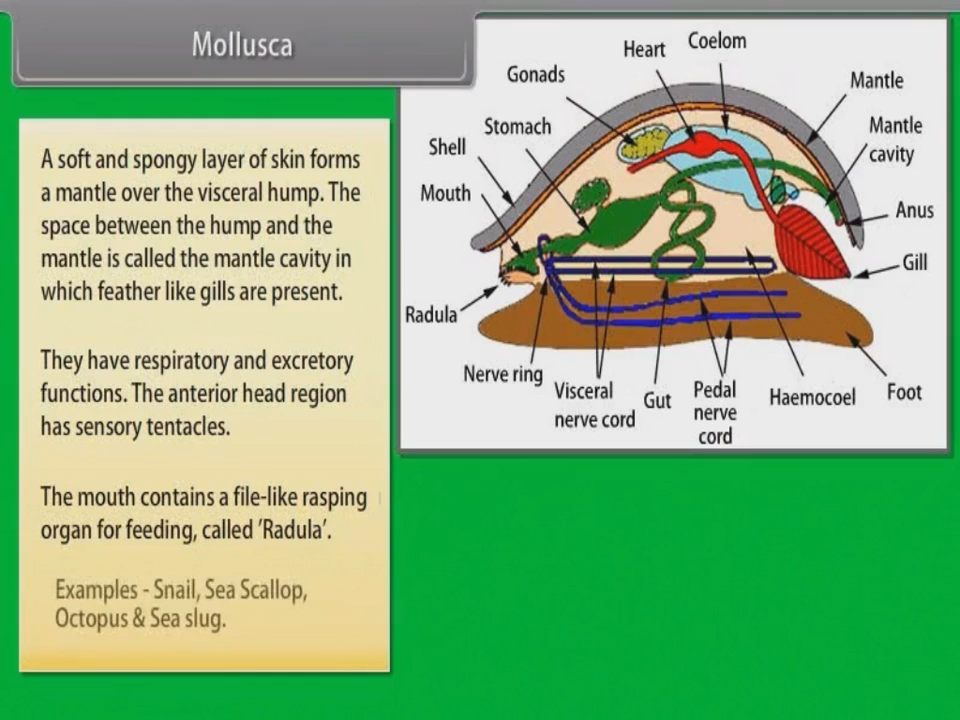 Mollusca
A soft and spongy layer of skin forms
a mantle over the visceral hump. The
space between the hump and the
mantle is called the mantle cavity in
which feather like gills are present.
They have respiratory and excretory
functions. The anterior head region
has sensory tentacles.
The mouth contains a file-like rasping
organ for feeding, called 'Radula'.
Examples - Snail, Sea Scallop,
Octopus & Sea slug.
Heart
Coelom
Gonads
Mantle
Stomach
Mantle
cavity
Shell
Mouth
Anus
Gill
Radula
Nerve ring
Visceral
nerve cord
Gut
Pedal
nerve
cord
Haemocoel
Foot